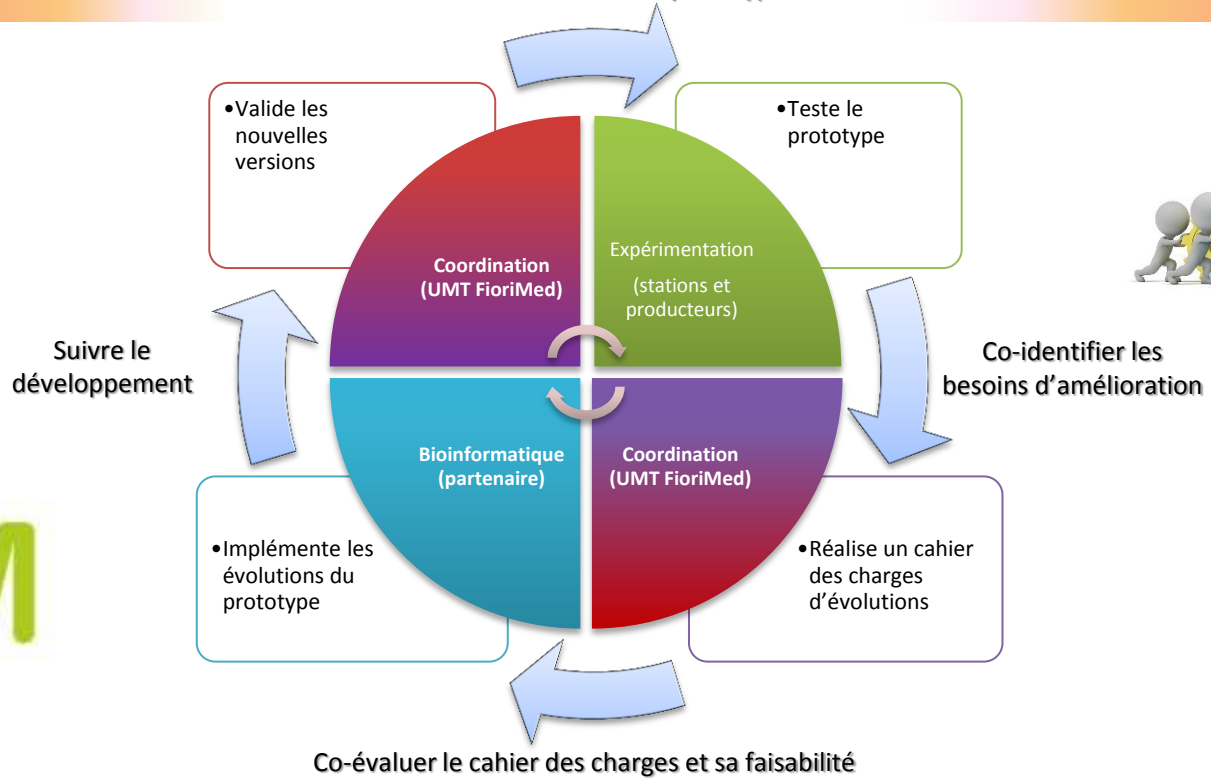 •Valide les
nouvelles
versions
•Teste le
prototype
Coordination
(UMT FioriMed)
Expérimentation
(stations et
producteurs)
Suivre le
développement
Co-identifier les
besoins d'amélioration
Bioinformatique
(partenaire)
Coordination
(UMT FioriMed)
•Implémente les
évolutions du
prototype
•Réalise un cahier
des charges
d'évolutions
M
Co-évaluer le cahier des charges et sa faisabilité